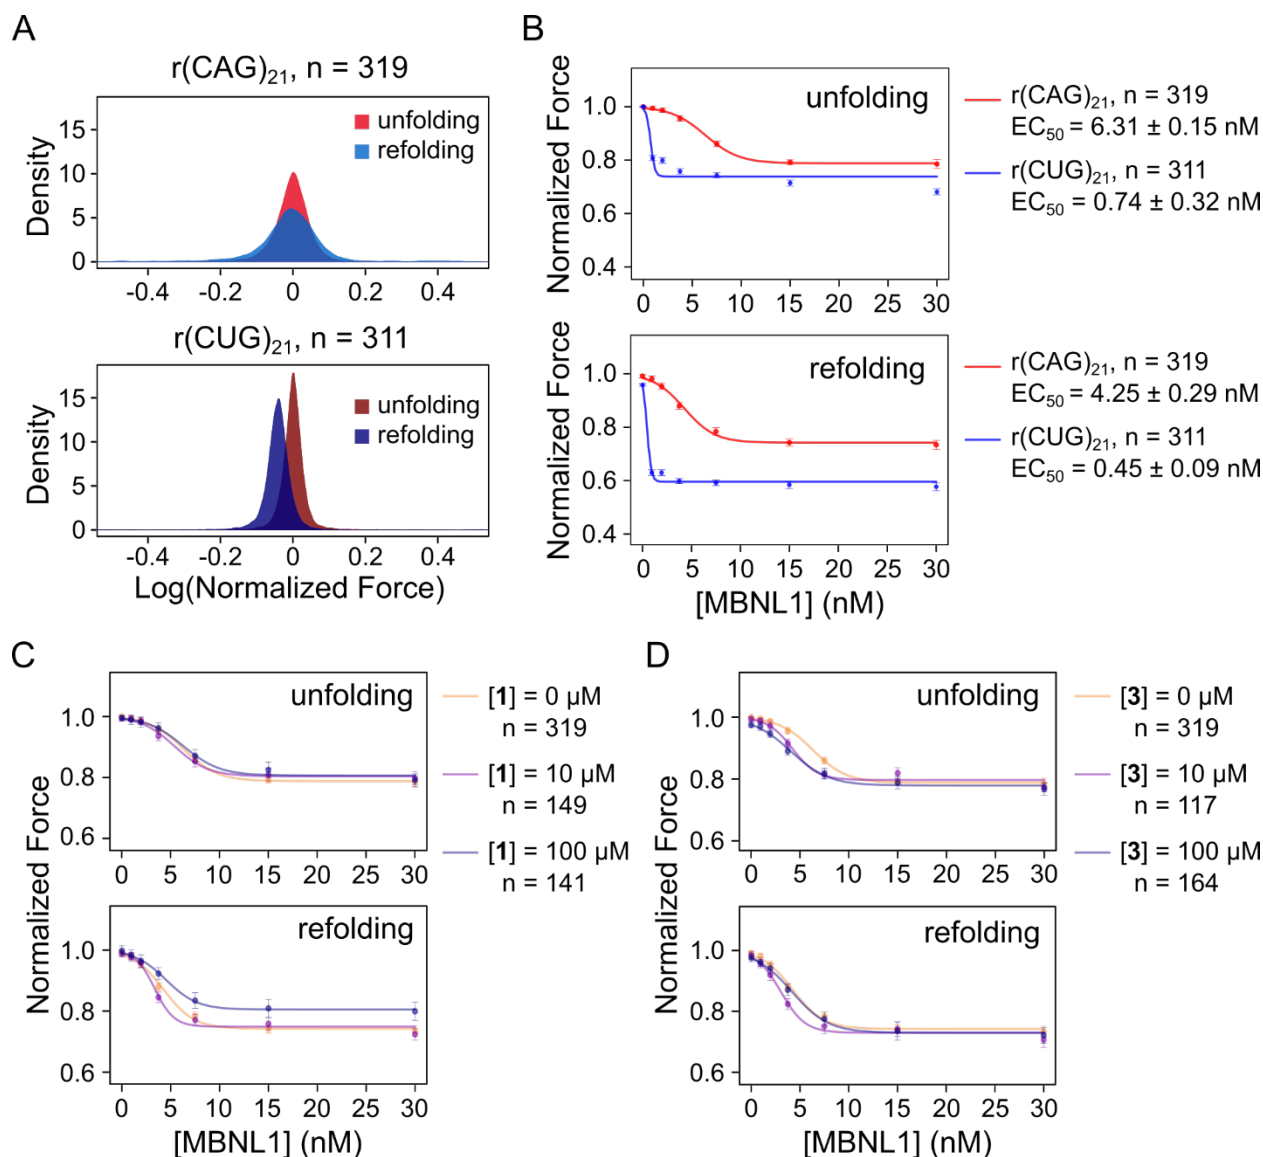 A
r(CAG)₂₁, n = 319
Density
15
10
5
0
unfolding
refolding
-0.4 -0.2 0 0.2 0.4
r(CUG)₂₁, n = 311
Density
15
10
5
0
unfolding
refolding
-0.4 -0.2 0 0.2 0.4
Log(Normalized Force)
B
Normalized Force
1.0
0.8
0.6
0.4
unfolding
0 5 10 15 20 25 30
r(CAG)₂₁, n = 319
EC₅₀ = 6.31 ± 0.15 nM
r(CUG)₂₁, n = 311
EC₅₀ = 0.74 ± 0.32 nM
Normalized Force
1.0
0.8
0.6
0.4
refolding
0 5 10 15 20 25 30
[MBNL1] (nM)
r(CAG)₂₁, n = 319
EC₅₀ = 4.25 ± 0.29 nM
r(CUG)₂₁, n = 311
EC₅₀ = 0.45 ± 0.09 nM
C
Normalized Force
1.0
0.8
0.6
unfolding
0 5 10 15 20 25 30
1.0
0.8
0.6
refolding
0 5 10 15 20 25 30
[MBNL1] (nM)
[1] = 0 µM
n = 319
[1] = 10 µM
n = 149
[1] = 100 µM
n = 141
D
Normalized Force
1.0
0.8
0.6
unfolding
0 5 10 15 20 25 30
1.0
0.8
0.6
refolding
0 5 10 15 20 25 30
[MBNL1] (nM)
[3] = 0 µM
n = 319
[3] = 10 µM
n = 117
[3] = 100 µM
n = 164